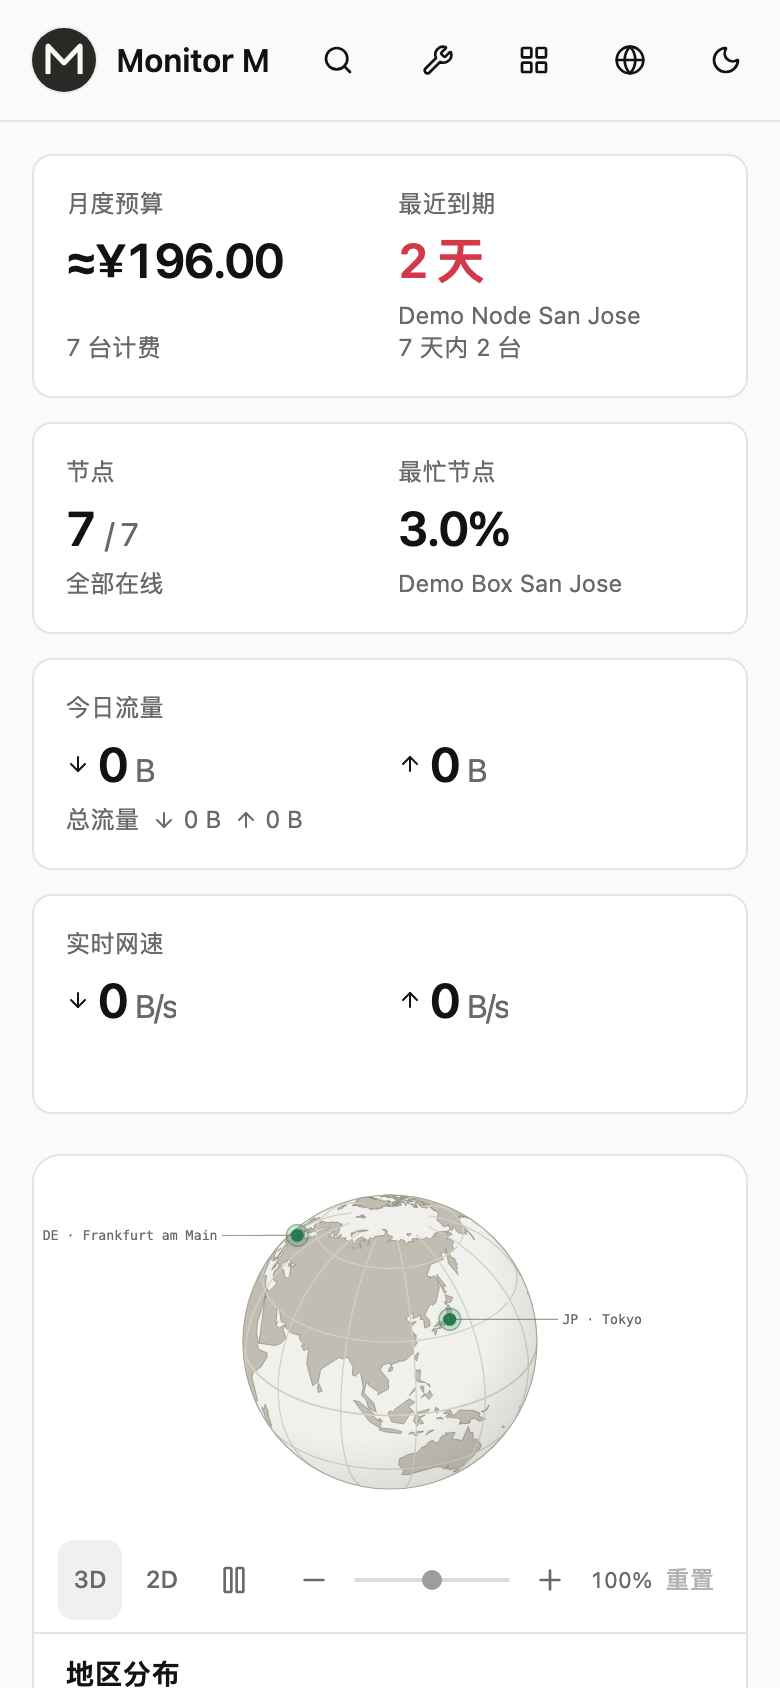 Monitor M
月度预算
≈¥196.00
7 台计费
最近到期
2 天
Demo Node San Jose
7 天内 2 台
节点
7 / 7
全部在线
最忙节点
3.0%
Demo Box San Jose
今日流量
↓ 0 B ↑ 0 B
总流量 ↓ 0 B ↑ 0 B
实时网速
↓ 0 B/s ↑ 0 B/s
DE · Frankfurt am Main
JP · Tokyo
3D 2D 100% 重置
地区分布